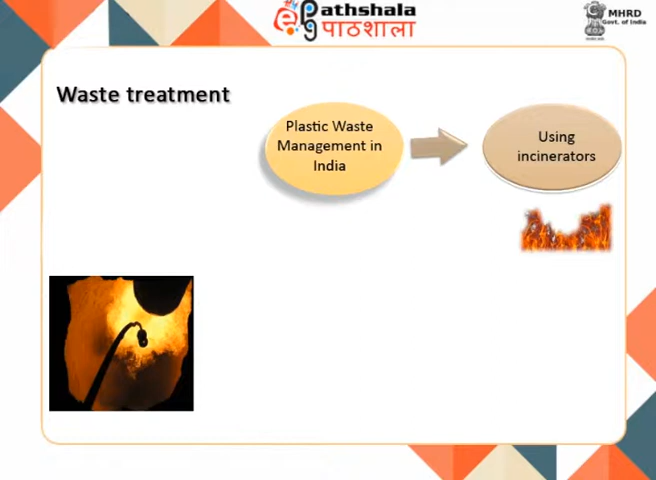 Pathshala
पाठशाला
MHRD
Govt. of India
Waste treatment
Plastic Waste
Management in
India
Using
incinerators